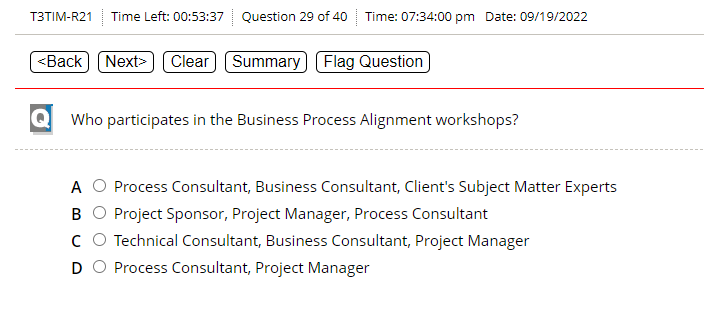 T3TIM-R21 Time Left: 00:53:37 Question 29 of 40 Time: 07:34:00 pm Date: 09/19/2022
<Back Next> Clear Summary Flag Question
Q Who participates in the Business Process Alignment workshops?
A Process Consultant, Business Consultant, Client's Subject Matter Experts
B Project Sponsor, Project Manager, Process Consultant
C Technical Consultant, Business Consultant, Project Manager
D Process Consultant, Project Manager